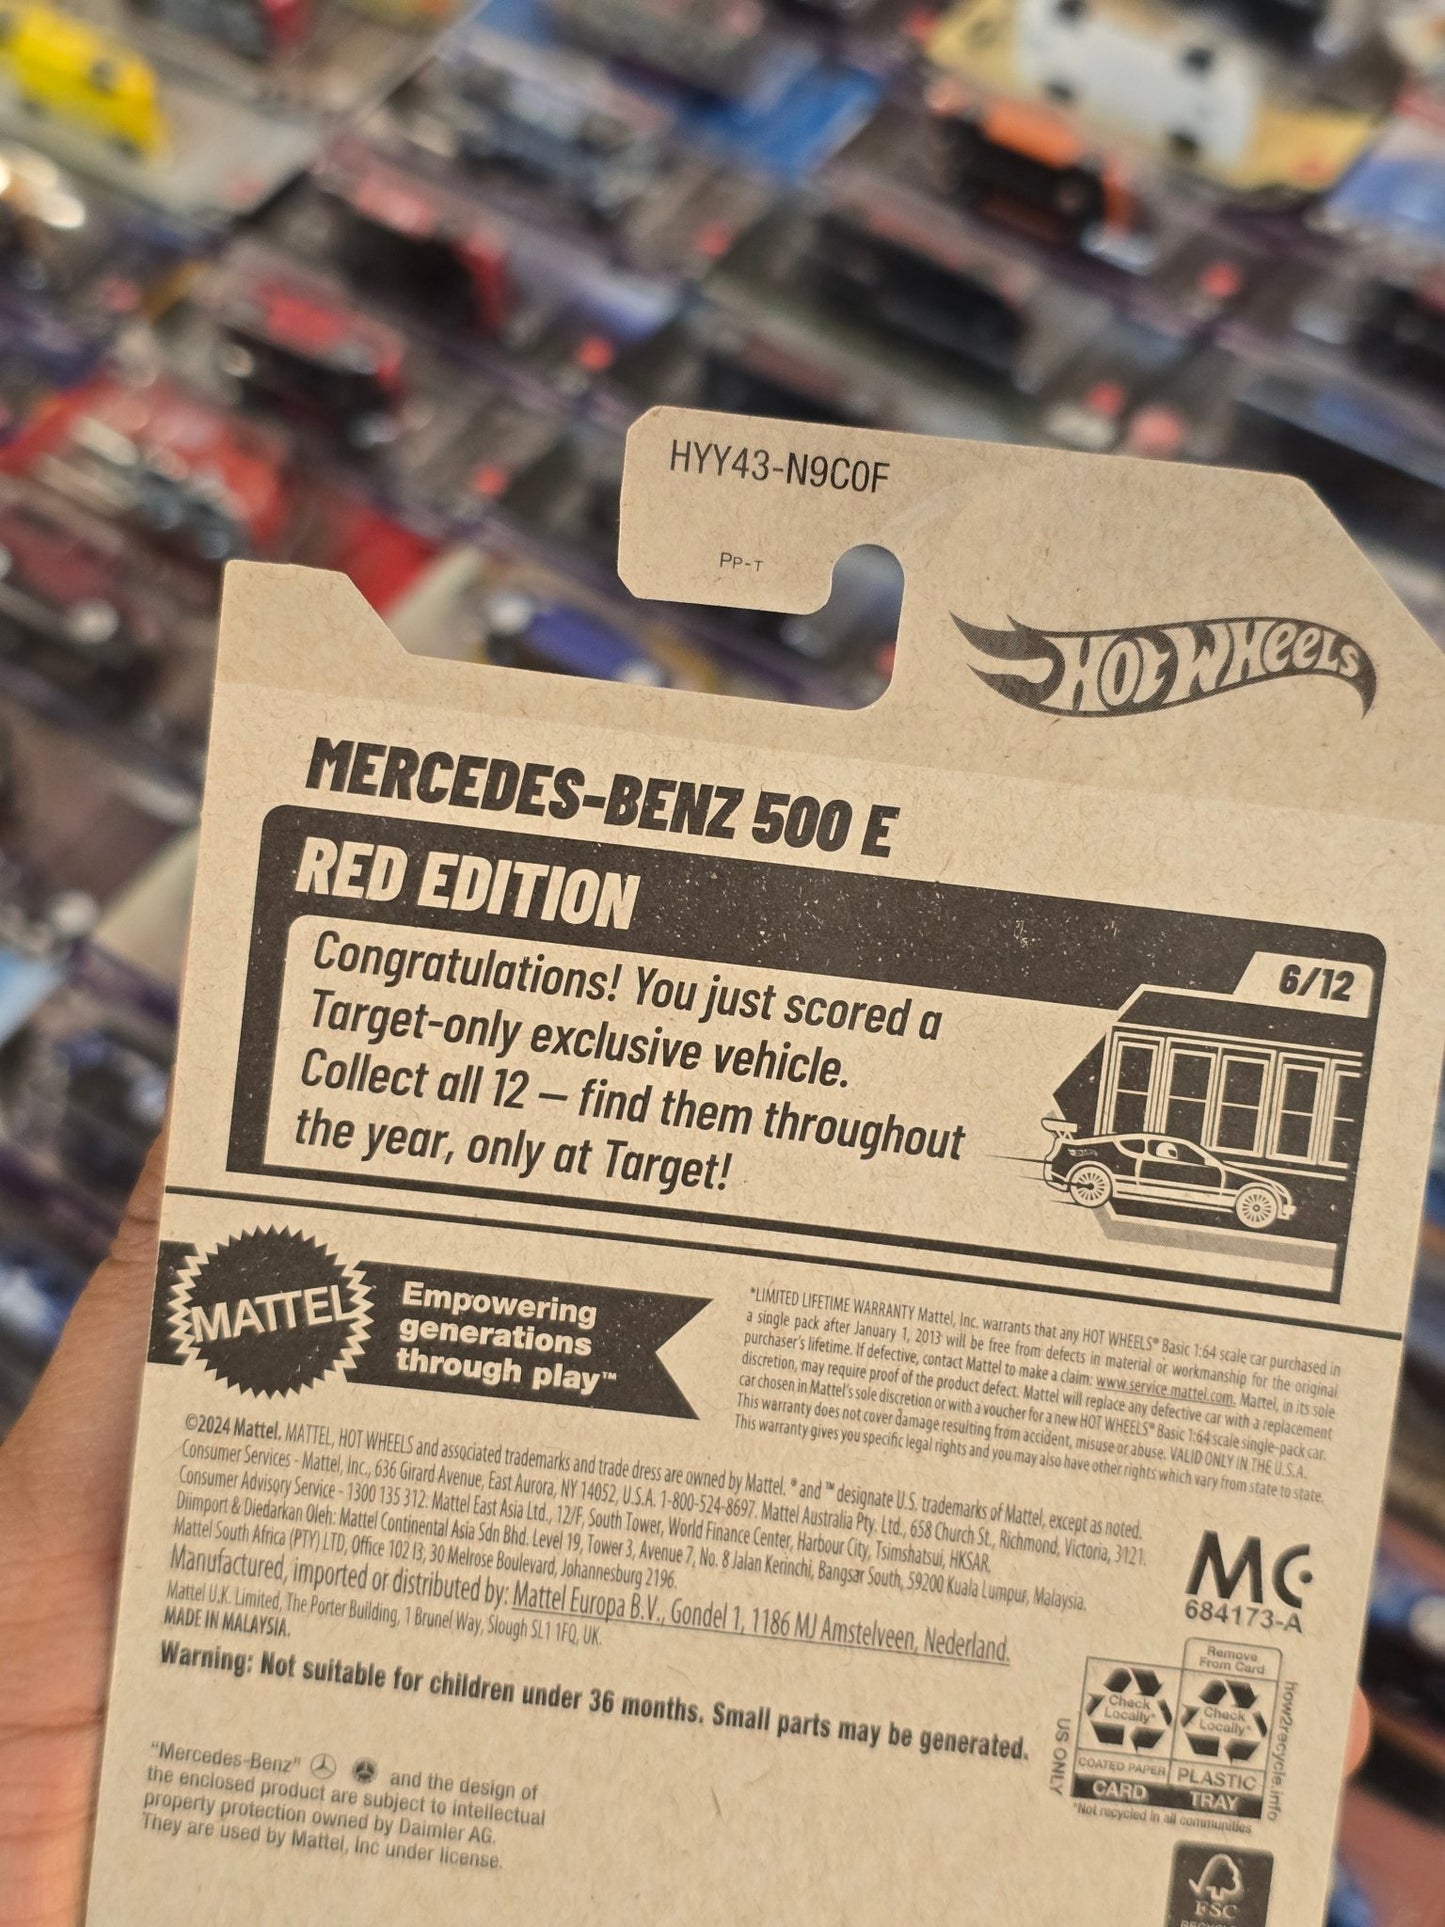 HYY43-N9C0F
PP-T
HOT WHEELS
MERCEDES-BENZ 500 E
RED EDITION
6/12
Congratulations! You just scored a
Target-only exclusive vehicle.
Collect all 12 – find them throughout
the year, only at Target!
MATTEL
Empowering
generations
through play™
*LIMITED LIFETIME WARRANTY Mattel, Inc. warrants that any HOT WHEELS® Basic 1:64 scale car purchased in
a single pack after January 1, 2013 will be free from defects in material or workmanship for the original
purchaser's lifetime. If defective, contact Mattel to make a claim: www.service.mattel.com. Mattel, in its sole
discretion, may require proof of the product defect. Mattel will replace any defective car with a replacement
car chosen in Mattel's sole discretion or with a voucher for a new HOT WHEELS® Basic 1:64 scale single-pack car.
This warranty does not cover damage resulting from accident, misuse or abuse. VALID ONLY IN THE U.S.A.
This warranty gives you specific legal rights and you may also have other rights which vary from state to state.
©2024 Mattel. MATTEL, HOT WHEELS and associated trademarks and trade dress are owned by Mattel. ® and ™ designate U.S. trademarks of Mattel, except as noted.
Consumer Services - Mattel, Inc., 636 Girard Avenue, East Aurora, NY 14052, U.S.A. 1-800-524-8697. Mattel Australia Pty. Ltd., 658 Church St., Richmond, Victoria, 3121.
Consumer Advisory Service - 1300 135 312. Mattel East Asia Ltd., 12/F, South Tower, World Finance Center, Harbour City, Tsimshatsui, HKSAR.
Diimport & Diedarkan Oleh: Mattel Continental Asia Sdn Bhd. Level 19, Tower 3, Avenue 7, No. 8 Jalan Kerinchi, Bangsar South, 59200 Kuala Lumpur, Malaysia.
Mattel South Africa (PTY) LTD, Office 102 I3, 30 Melrose Boulevard, Johannesburg 2196.
Manufactured, imported or distributed by: Mattel Europa B.V., Gondel 1, 1186 MJ Amstelveen, Nederland.
Mattel U.K. Limited, The Porter Building, 1 Brunel Way, Slough SL1 1FQ, UK.
MADE IN MALAYSIA.
MC
684173-A
Warning: Not suitable for children under 36 months. Small parts may be generated.
Remove
From Card
Check
Locally*
Check
Locally*
US ONLY
how2recycle.info
COATED PAPER
PLASTIC
CARD
TRAY
*Not recycled in all communities
"Mercedes-Benz" and the design of
the enclosed product are subject to intellectual
property protection owned by Daimler AG.
They are used by Mattel, Inc under license.
FSC